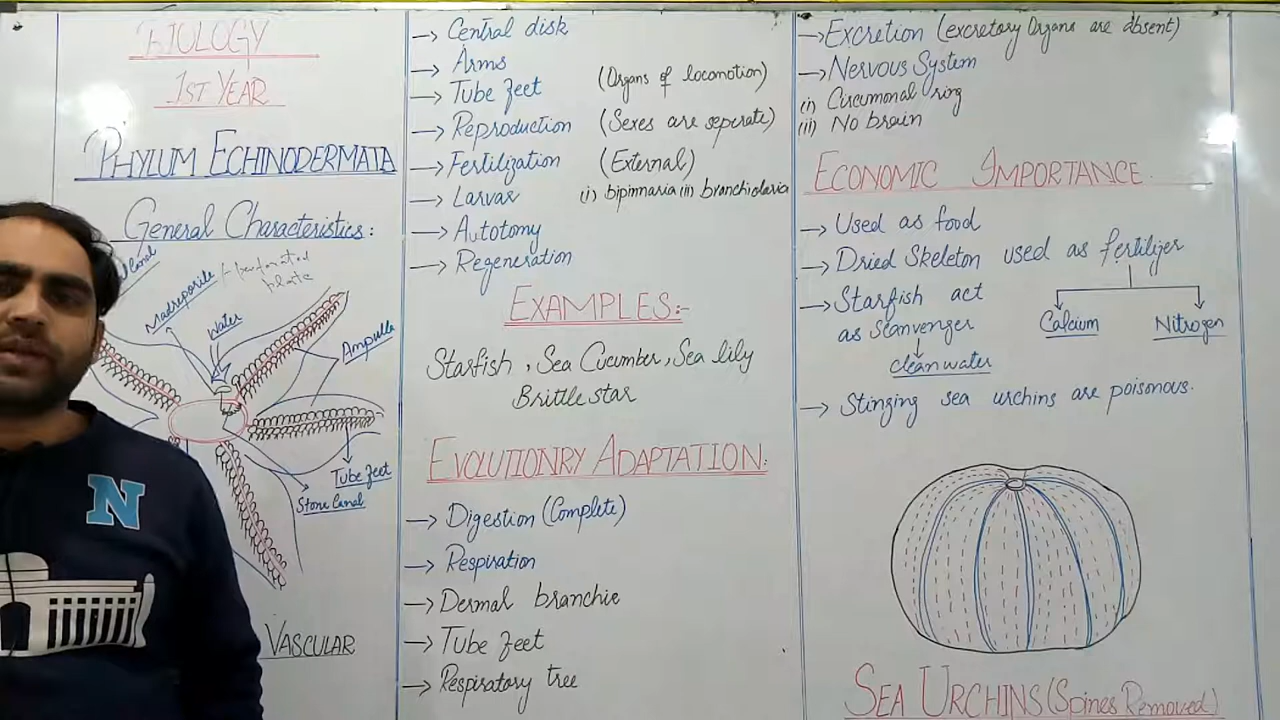 BIOLOGY
1ST YEAR
PHYLUM ECHINODERMATA
General Characteristics:
Canal
Madreporite / perforated
plate
Water
Ampulla
Tube feet
Stone Canal
VASCULAR
N
→ Central disk
→ Arms
→ Tube feet (Organs of locomotion)
→ Reproduction (Sexes are seperate)
→ Fertilization (External)
→ Larvae (i) bipinnaria (ii) branchiolaria
→ Autotomy
→ Regeneration
EXAMPLES:-
Starfish, Sea Cucumber, Sea lily
Brittle star
EVOLUTIONRY ADAPTATION:
→ Digestion (Complete)
→ Respiration
→ Dermal branchie
→ Tube feet
→ Respiratory tree
→ Excretion (excretory Organs are absent)
→ Nervous System
(i) Circumonal ring
(ii) No brain
ECONOMIC IMPORTANCE
→ Used as food
→ Dried Skeleton used as fertilizer
Calcium Nitrogen
→ Starfish act
as scanvenger
clean water
→ Stinging sea urchins are poisonous.
SEA URCHINS (Spines Removed)